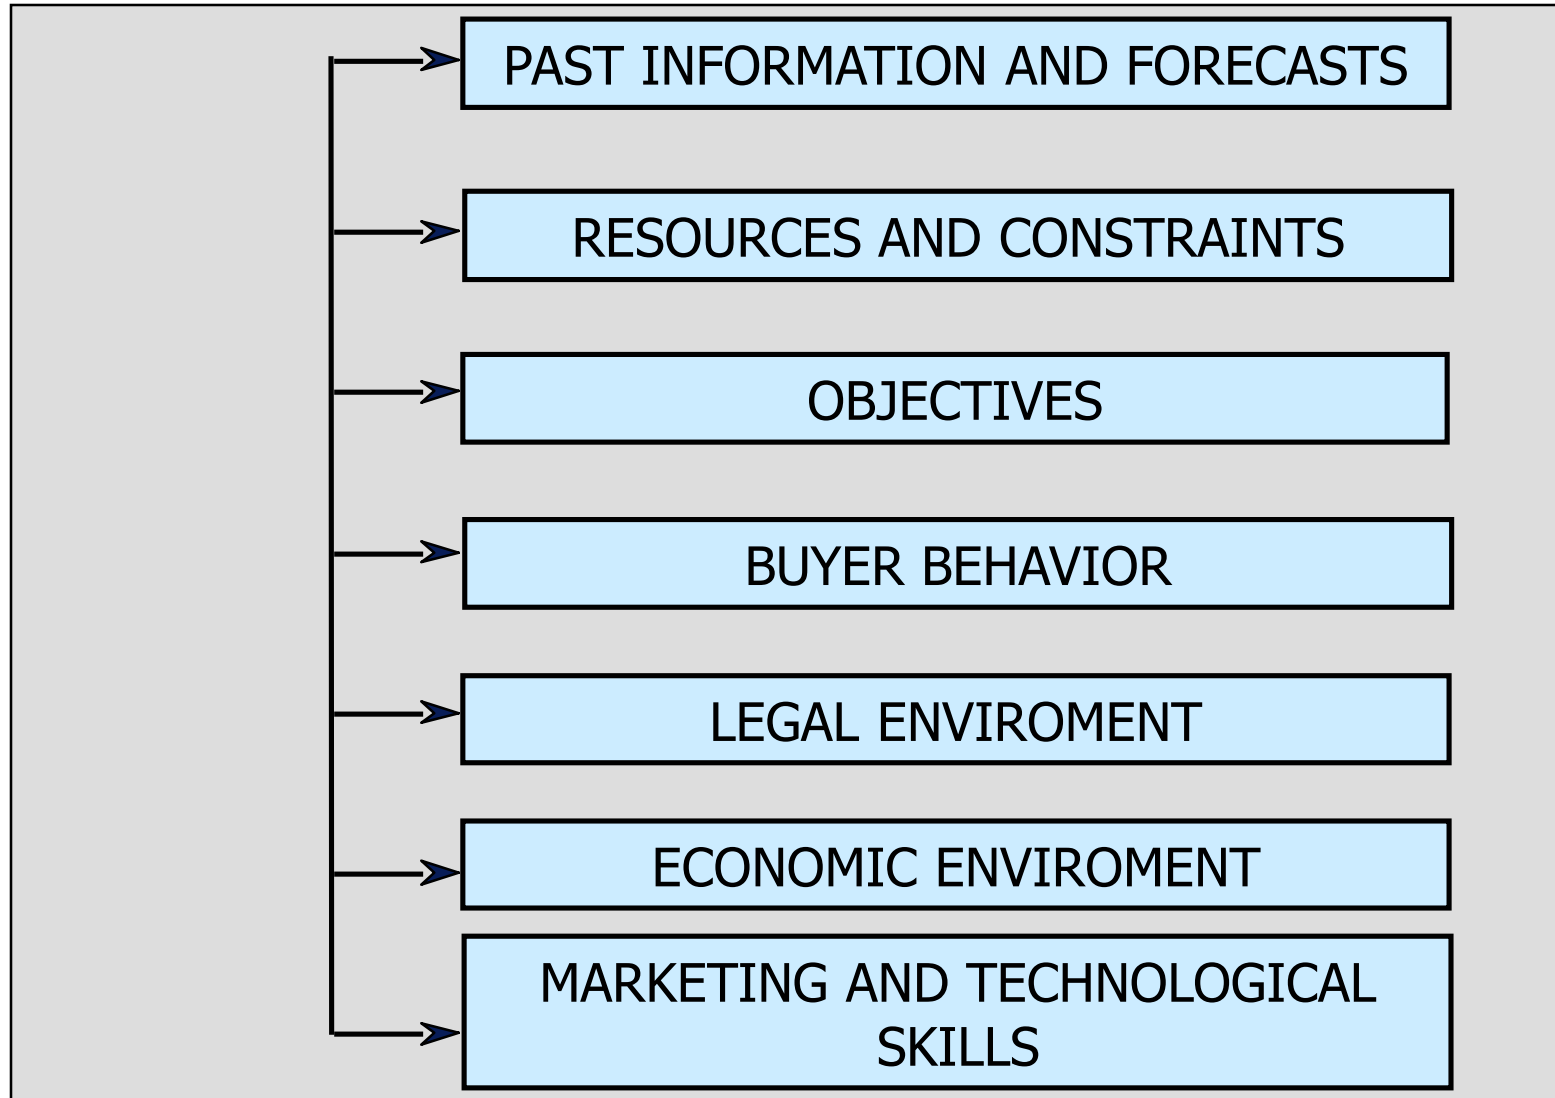 PAST INFORMATION AND FORECASTS
RESOURCES AND CONSTRAINTS
OBJECTIVES
BUYER BEHAVIOR
LEGAL ENVIROMENT
ECONOMIC ENVIROMENT
MARKETING AND TECHNOLOGICAL
SKILLS